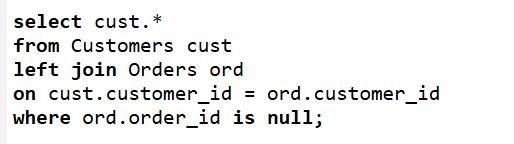 select cust.*
from Customers cust
left join Orders ord
on cust.customer_id = ord.customer_id
where ord.order_id is null;